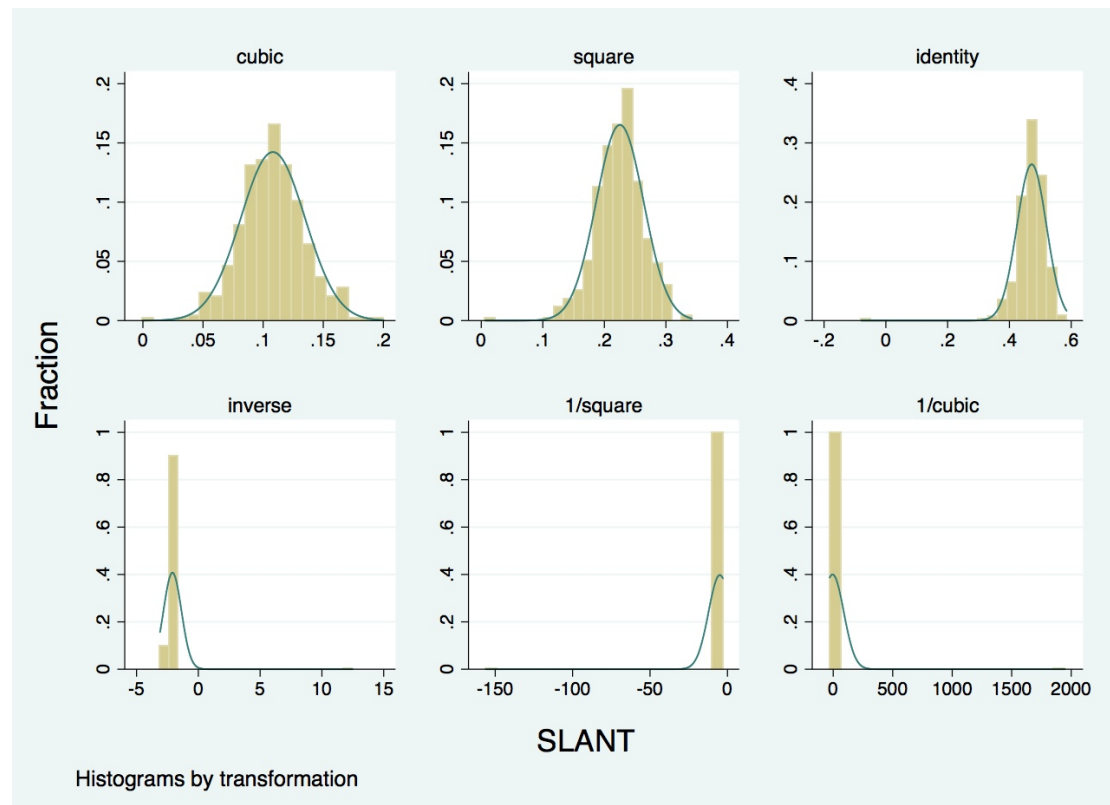 cubic
square
identity
0 .05 .1 .15 .2
0 .05 .1 .15 .2
0 .05 .1 .15 .2
0 .1 .2 .3 .4
0 .1 .2 .3 .4
-.2 0 .2 .4 .6
inverse
1/square
1/cubic
0 .2 .4 .6 .8 1
-5 0 5 10 15
0 .2 .4 .6 .8 1
-150 -100 -50 0
0 .2 .4 .6 .8 1
0 500 1000 1500 2000
Fraction
SLANT
Histograms by transformation